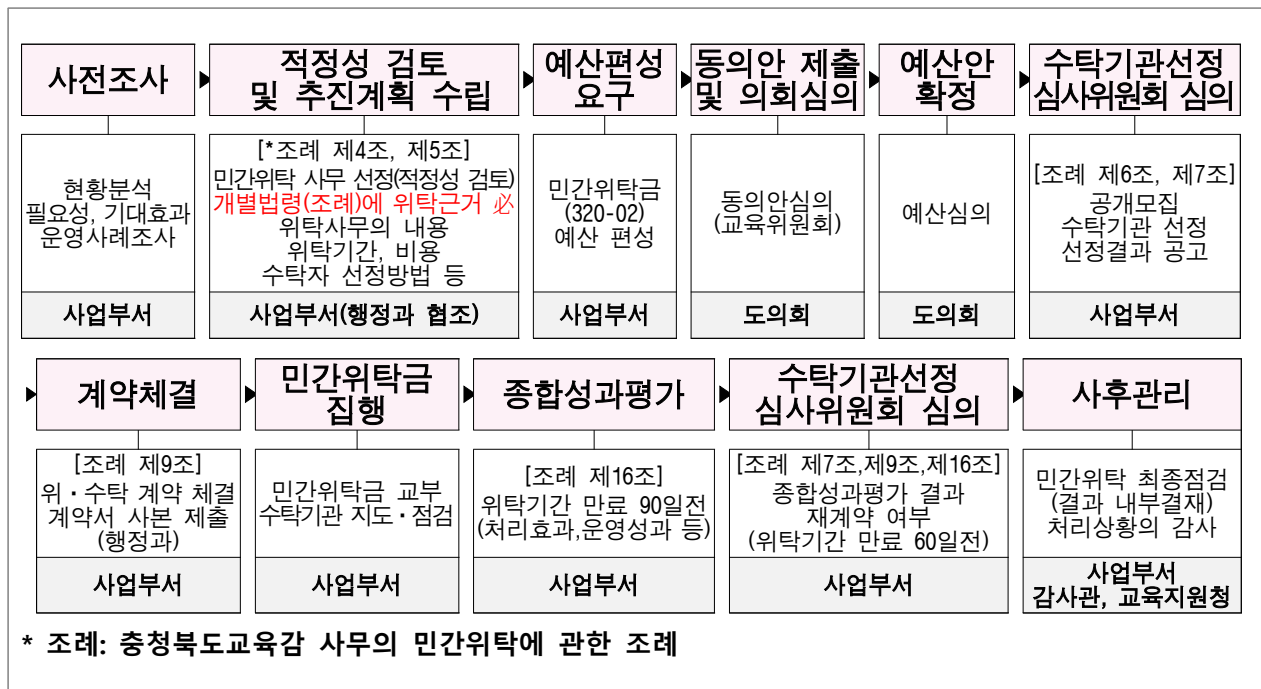 사전조사
적정성 검토
및 추진계획 수립
예산편성
요구
동의안 제출
및 의회심의
예산안
확정
수탁기관선정
심사위원회 심의
현황분석
필요성, 기대효과
운영사례조사
사업부서
[*조례 제4조, 제5조]
민간위탁 사무 선정(적정성 검토)
개별법령(조례)에 위탁근거 必
위탁사무의 내용
위탁기간, 비용
수탁자 선정방법 등
사업부서(행정과 협조)
민간위탁금
(320-02)
예산 편성
사업부서
동의안심의
(교육위원회)
도의회
예산심의
도의회
[조례 제6조, 제7조]
공개모집
수탁기관 선정
선정결과 공고
사업부서
계약체결
민간위탁금
집행
종합성과평가
수탁기관선정
심사위원회 심의
사후관리
[조례 제9조]
위·수탁 계약 체결
계약서 사본 제출
(행정과)
사업부서
민간위탁금 교부
수탁기관 지도·점검
사업부서
[조례 제16조]
위탁기간 만료 90일전
(처리효과,운영성과 등)
사업부서
[조례 제7조,제9조,제16조]
종합성과평가 결과
재계약 여부
(위탁기간 만료 60일전)
사업부서
민간위탁 최종점검
(결과 내부결재)
처리상황의 감사
사업부서
감사관, 교육지원청
* 조례: 충청북도교육감 사무의 민간위탁에 관한 조례